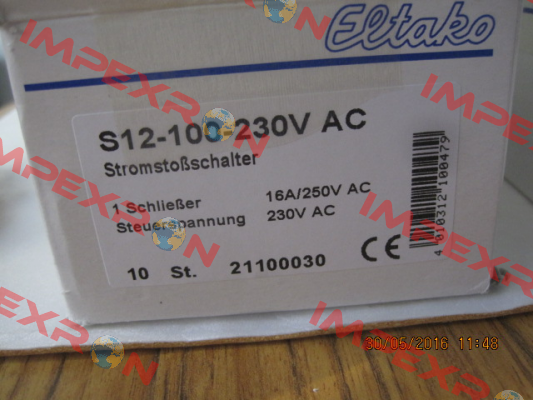 Eltako
S12-100-230V AC
Stromstoßschalter
1 Schließer 16A/250V AC
Steuerspannung 230V AC
10 St. 21100030
4 010312 100479
CE
30/05/2016 11:48
IMPEXRON
IMPEXRON
IMPEXRON
IMPEXRON
IMPEXRON